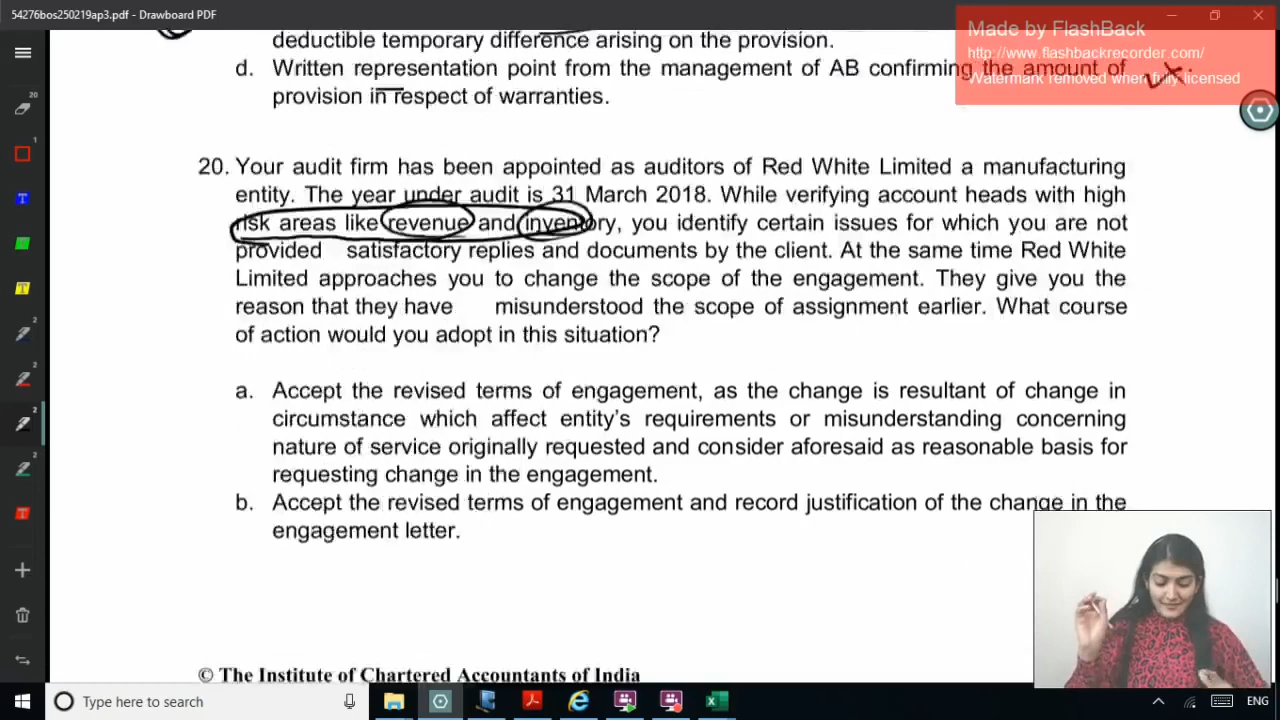 54276bos250219ap3.pdf - Drawboard PDF
Made by FlashBack
http://www.flashbackrecorder.com/
Watermark removed when fully licensed
deductible temporary difference arising on the provision.
d. Written representation point from the management of AB confirming the amount of
provision in respect of warranties.
20. Your audit firm has been appointed as auditors of Red White Limited a manufacturing
entity. The year under audit is 31 March 2018. While verifying account heads with high
risk areas like revenue and inventory, you identify certain issues for which you are not
provided satisfactory replies and documents by the client. At the same time Red White
Limited approaches you to change the scope of the engagement. They give you the
reason that they have misunderstood the scope of assignment earlier. What course
of action would you adopt in this situation?
a. Accept the revised terms of engagement, as the change is resultant of change in
circumstance which affect entity's requirements or misunderstanding concerning
nature of service originally requested and consider aforesaid as reasonable basis for
requesting change in the engagement.
b. Accept the revised terms of engagement and record justification of the change in the
engagement letter.
© The Institute of Chartered Accountants of India
20
1
2
2
2
2
Type here to search
ENG